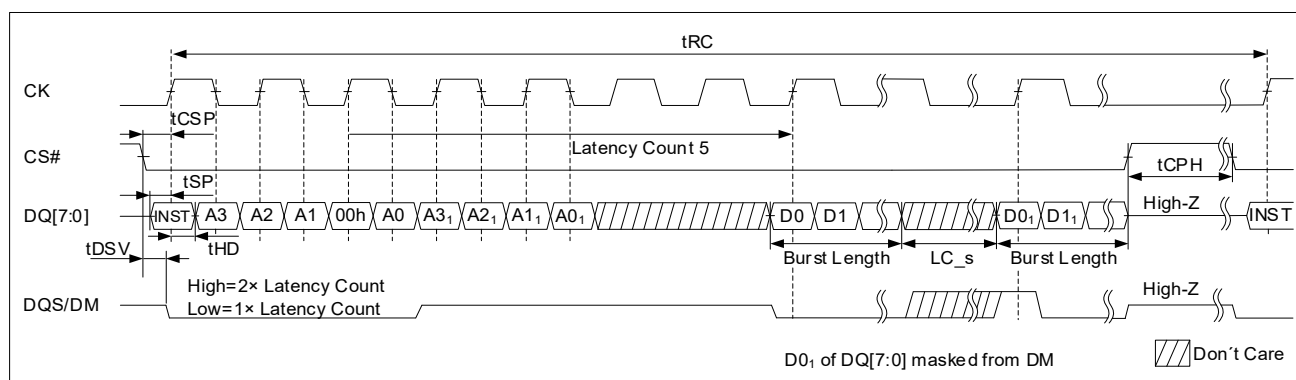 tRC
CK
tCSP
Latency Count 5
CS#
tCPH
tSP
DQ[7:0] INST A3 A2 A1 00h A0 A3₁ A2₁ A1₁ A0₁ D0 D1 D0₁ D1₁ High-Z INST
tDSV tHD Burst Length LC_s Burst Length
High=2× Latency Count
Low=1× Latency Count
DQS/DM High-Z
D0₁ of DQ[7:0] masked from DM Don´t Care